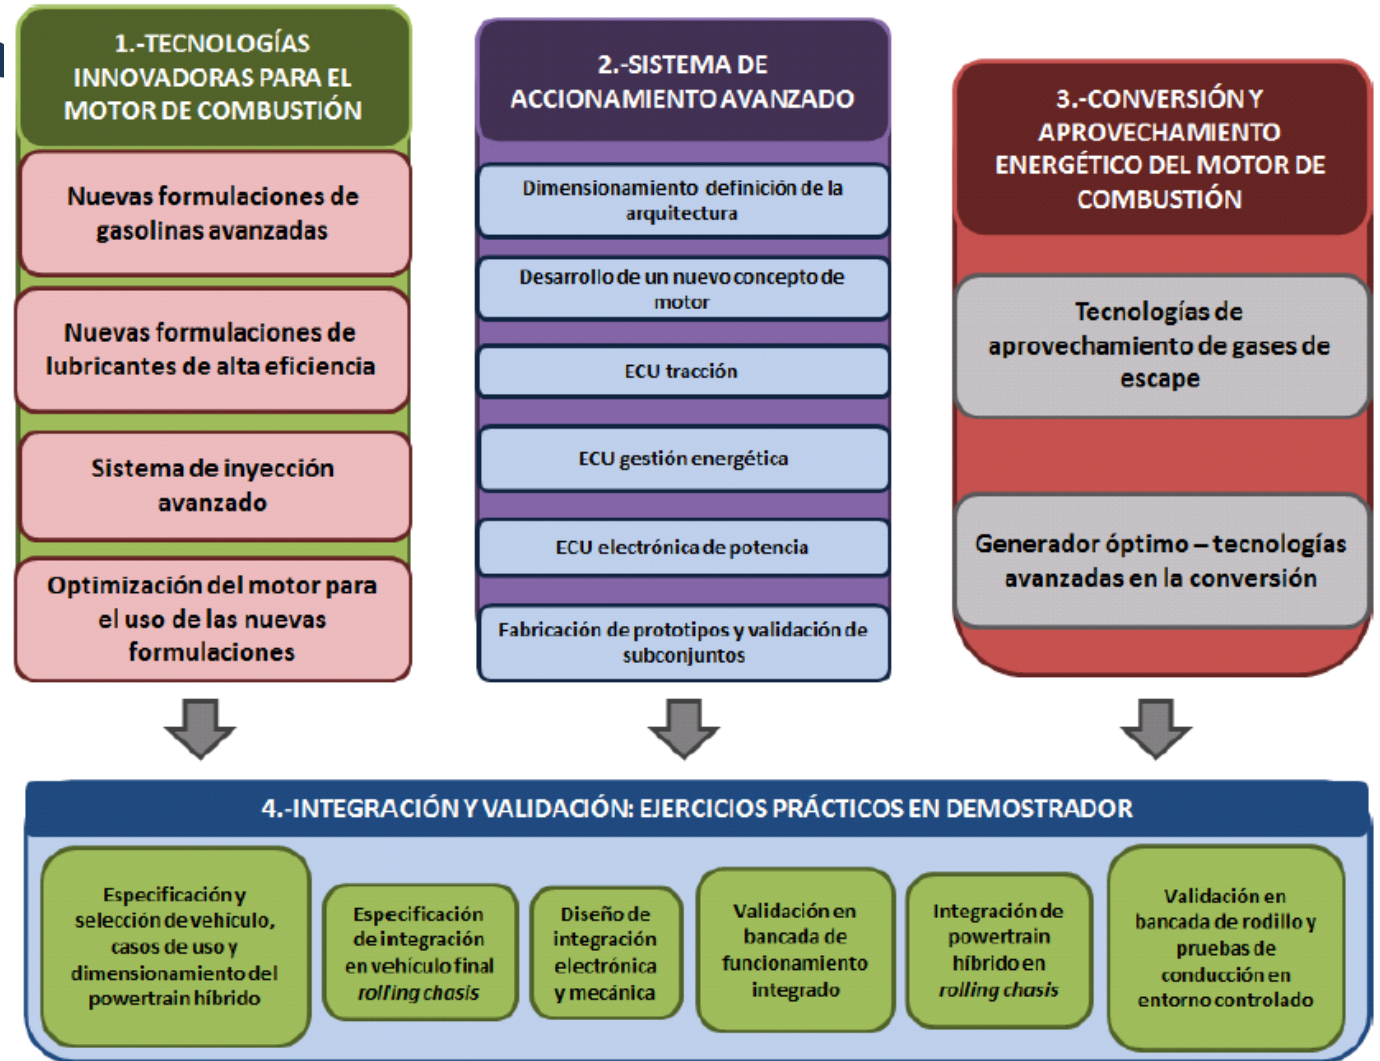 1.-TECNOLOGÍAS
INNOVADORAS PARA EL
MOTOR DE COMBUSTIÓN
Nuevas formulaciones de
gasolinas avanzadas
Nuevas formulaciones de
lubricantes de alta eficiencia
Sistema de inyección
avanzado
Optimización del motor para
el uso de las nuevas
formulaciones
2.-SISTEMA DE
ACCIONAMIENTO AVANZADO
Dimensionamiento definición de la
arquitectura
Desarrollo de un nuevo concepto de
motor
ECU tracción
ECU gestión energética
ECU electrónica de potencia
Fabricación de prototipos y validación de
subconjuntos
3.-CONVERSIÓN Y
APROVECHAMIENTO
ENERGÉTICO DEL MOTOR DE
COMBUSTIÓN
Tecnologías de
aprovechamiento de gases de
escape
Generador óptimo – tecnologías
avanzadas en la conversión
4.-INTEGRACIÓN Y VALIDACIÓN: EJERCICIOS PRÁCTICOS EN DEMOSTRADOR
Especificación y
selección de vehículo,
casos de uso y
dimensionamiento del
powertrain híbrido
Especificación
de integración
en vehículo final
rolling chasis
Diseño de
integración
electrónica
y mecánica
Validación en
bancada de
funcionamiento
integrado
Integración de
powertrain
híbrido en
rolling chasis
Validación en
bancada de rodillo y
pruebas de
conducción en
entorno controlado